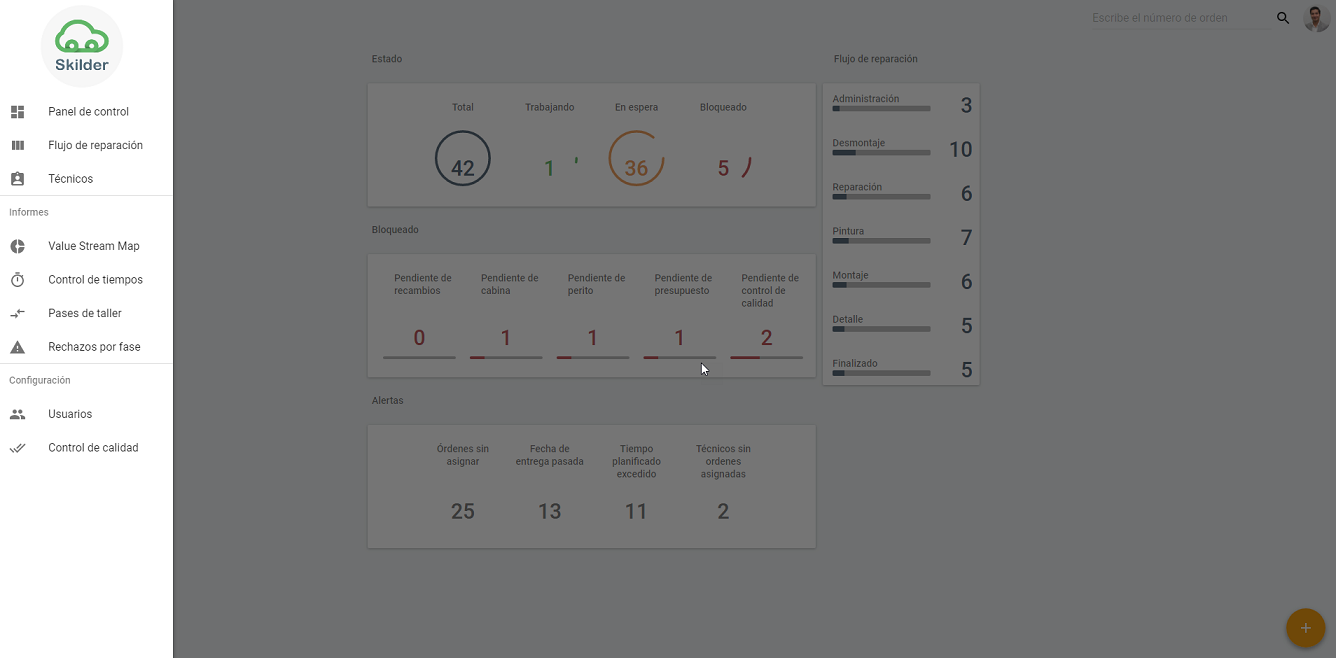 Skilder
Panel de control
Flujo de reparación
Técnicos
Informes
Value Stream Map
Control de tiempos
Pases de taller
Rechazos por fase
Configuración
Usuarios
Control de calidad
Escribe el número de orden
Estado
Total
Trabajando
En espera
Bloqueado
42
1
36
5
Bloqueado
Pendiente de
recambios
Pendiente de
cabina
Pendiente de
perito
Pendiente de
presupuesto
Pendiente de
control de
calidad
0
1
1
1
2
Alertas
Órdenes sin
asignar
Fecha de
entrega pasada
Tiempo
planificado
excedido
Técnicos sin
ordenes
asignadas
25
13
11
2
Flujo de reparación
Administración 3
Desmontaje 10
Reparación 6
Pintura 7
Montaje 6
Detalle 5
Finalizado 5
+